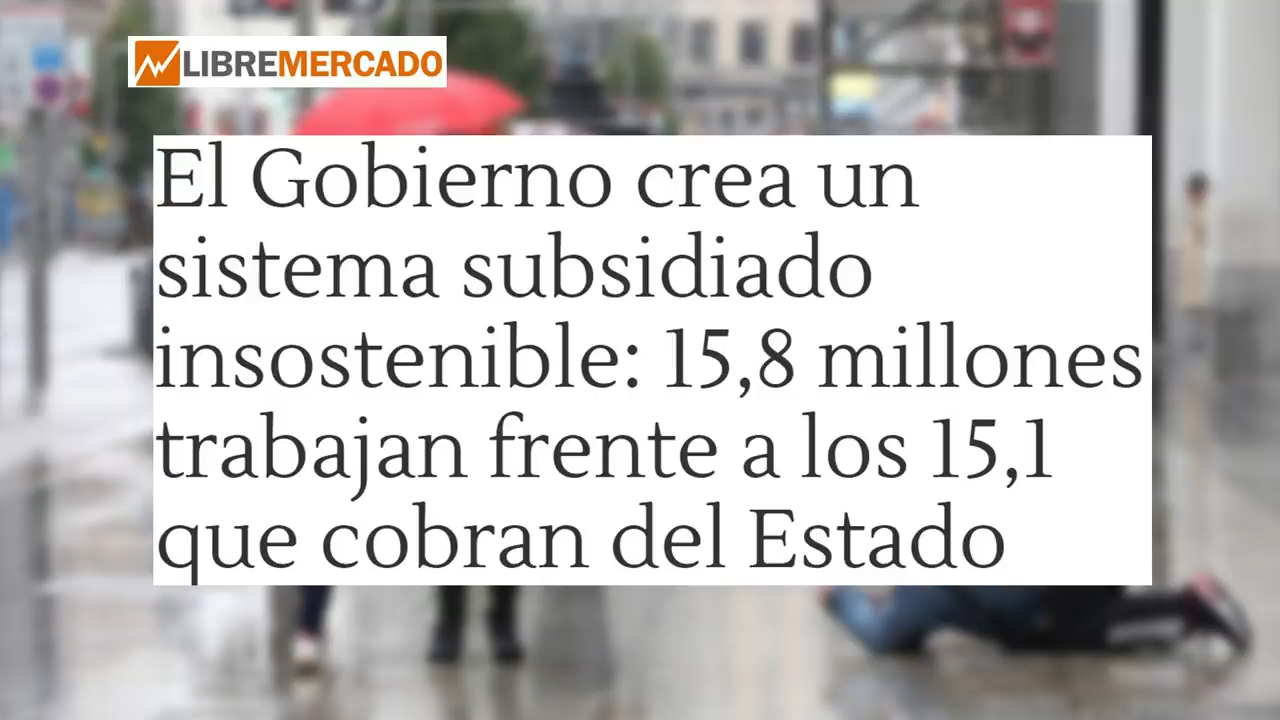 LIBREMERCADO
El Gobierno crea un
sistema subsidiado
insostenible: 15,8 millones
trabajan frente a los 15,1
que cobran del Estado